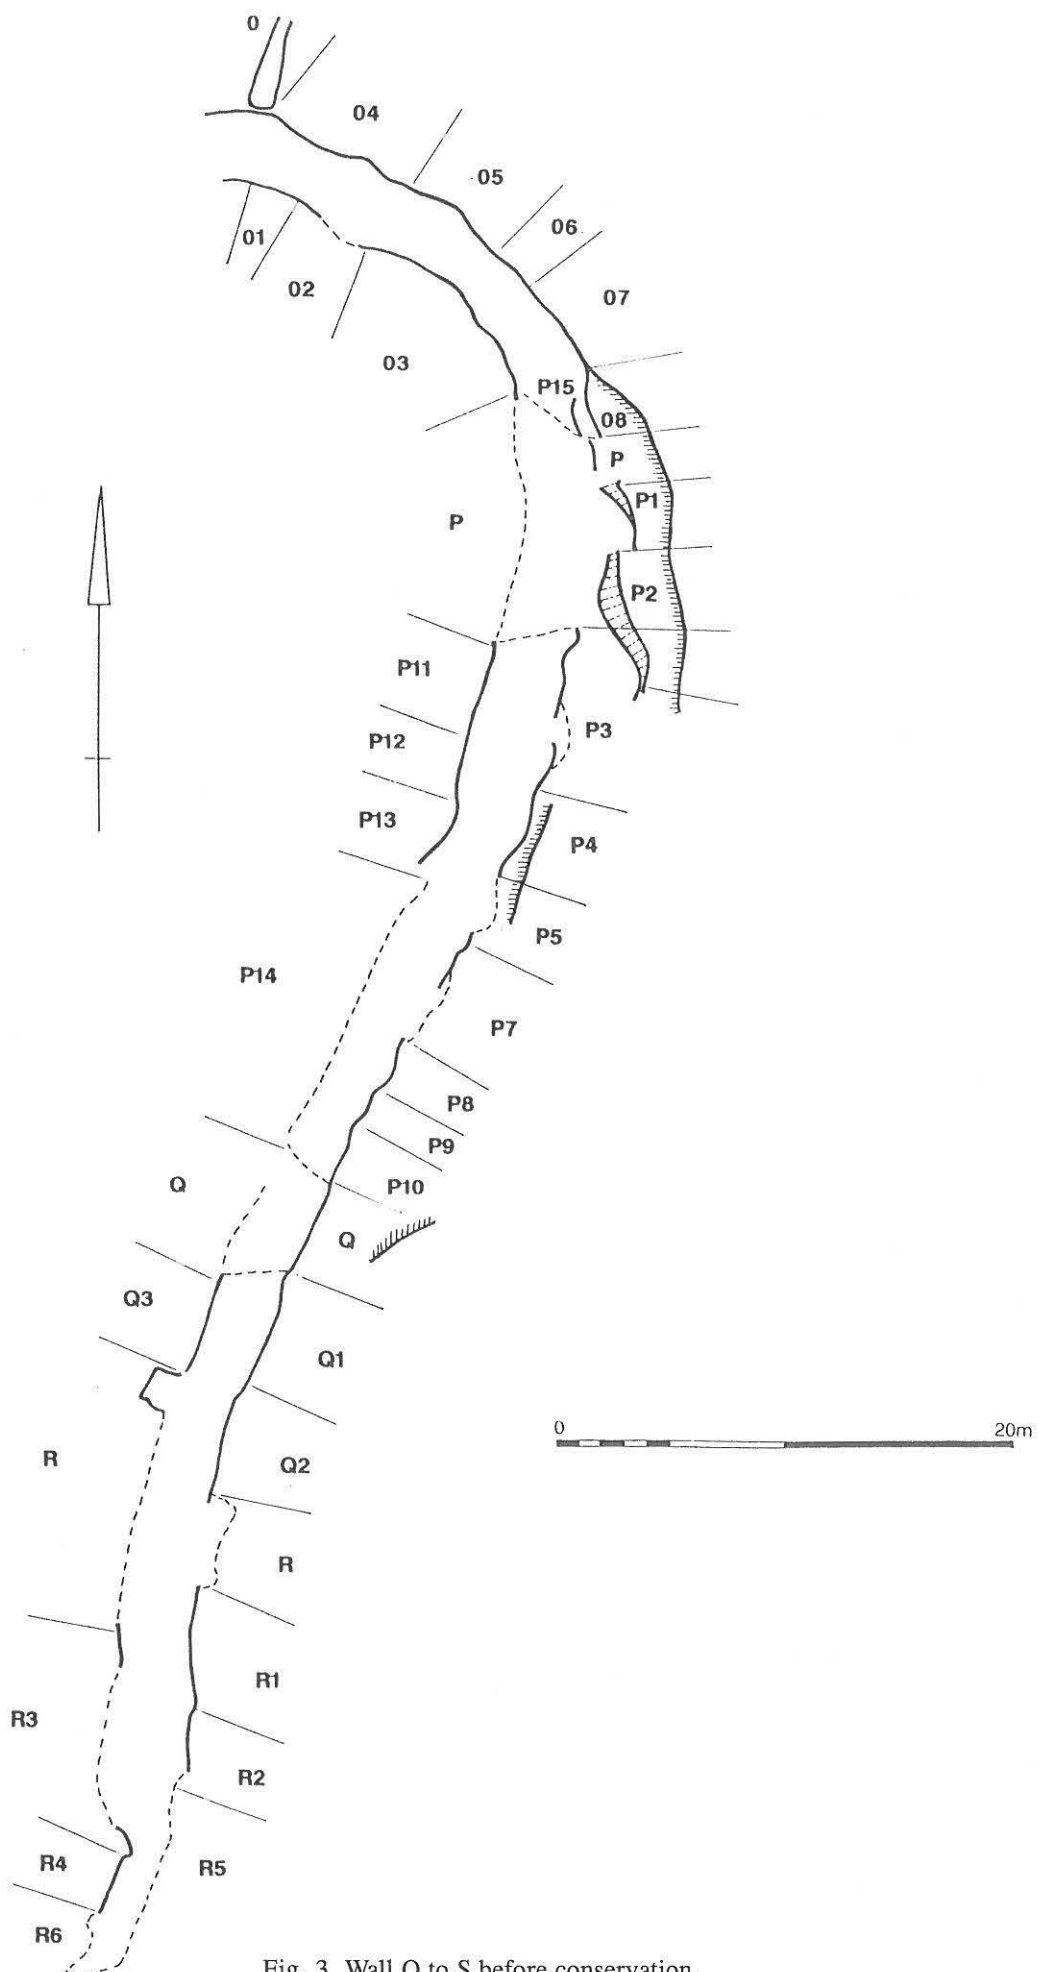 0
04
05
06
01
02
07
03
P15
08
P
P1
P
P2
P11
P3
P12
P13
P4
P5
P14
P7
P8
P9
Q
P10
Q
Q3
Q1
0 20m
R
Q2
R
R1
R3
R2
R4
R5
R6
Fig. 3. Wall O to S before conservation